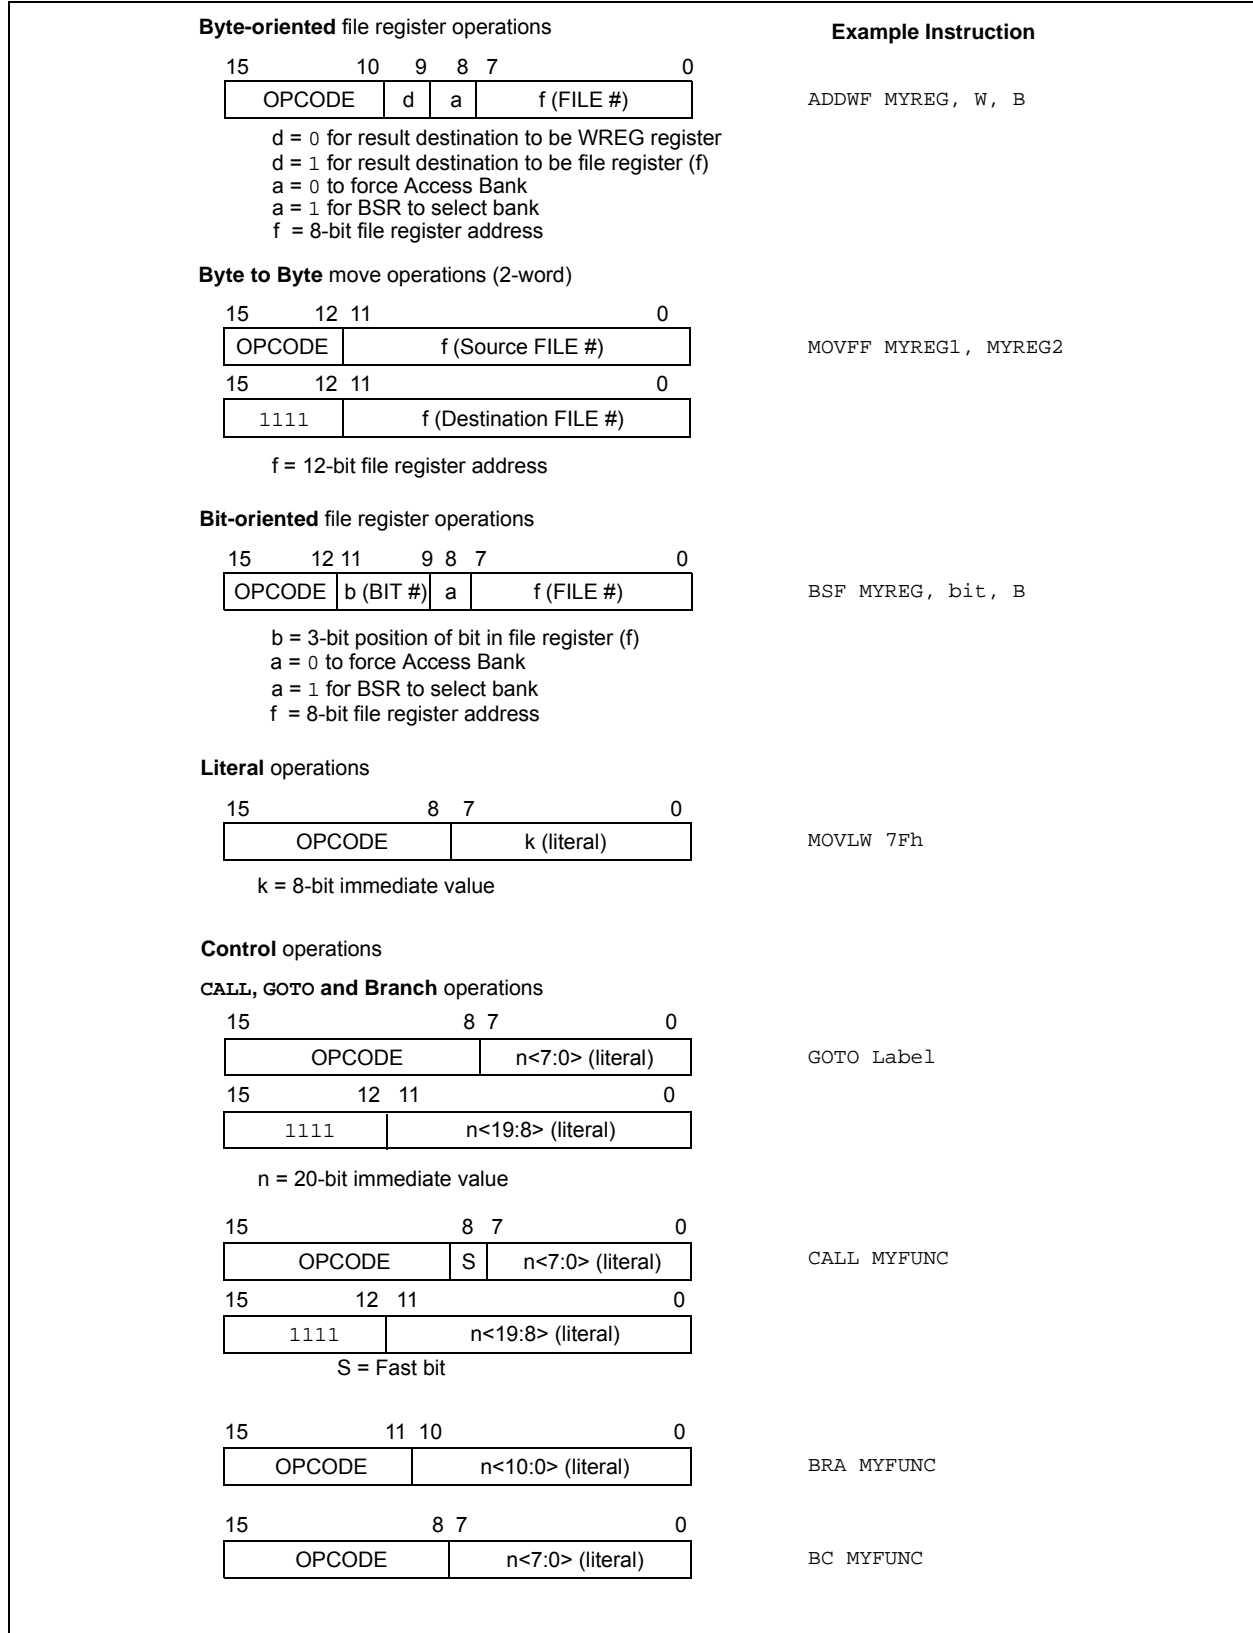 Byte-oriented file register operations
Example Instruction
15 10 9 8 7 0
OPCODE d a f (FILE #)
ADDWF MYREG, W, B
d = 0 for result destination to be WREG register
d = 1 for result destination to be file register (f)
a = 0 to force Access Bank
a = 1 for BSR to select bank
f = 8-bit file register address
Byte to Byte move operations (2-word)
15 12 11 0
OPCODE f (Source FILE #)
MOVFF MYREG1, MYREG2
15 12 11 0
1111 f (Destination FILE #)
f = 12-bit file register address
Bit-oriented file register operations
15 12 11 9 8 7 0
OPCODE b (BIT #) a f (FILE #)
BSF MYREG, bit, B
b = 3-bit position of bit in file register (f)
a = 0 to force Access Bank
a = 1 for BSR to select bank
f = 8-bit file register address
Literal operations
15 8 7 0
OPCODE k (literal)
MOVLW 7Fh
k = 8-bit immediate value
Control operations
CALL, GOTO and Branch operations
15 8 7 0
OPCODE n<7:0> (literal)
GOTO Label
15 12 11 0
1111 n<19:8> (literal)
n = 20-bit immediate value
15 8 7 0
OPCODE S n<7:0> (literal)
CALL MYFUNC
15 12 11 0
1111 n<19:8> (literal)
S = Fast bit
15 11 10 0
OPCODE n<10:0> (literal)
BRA MYFUNC
15 8 7 0
OPCODE n<7:0> (literal)
BC MYFUNC